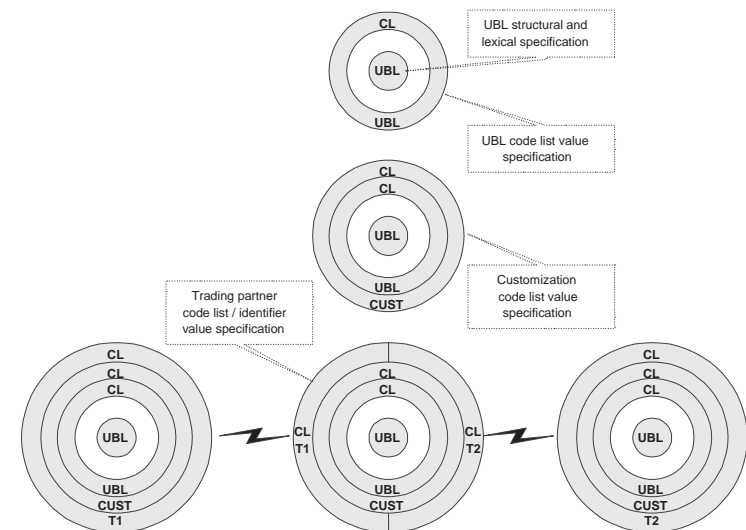 CL
UBL
UBL
UBL structural and
lexical specification
UBL code list value
specification
CL
CL
UBL
UBL
CUST
Customization
code list value
specification
Trading partner
code list / identifier
value specification
CL
CL
CL
UBL
UBL
CUST
T1
CL
CL
CL
T1
UBL
CL
T2
UBL
CUST
CL
CL
CL
UBL
UBL
CUST
T2